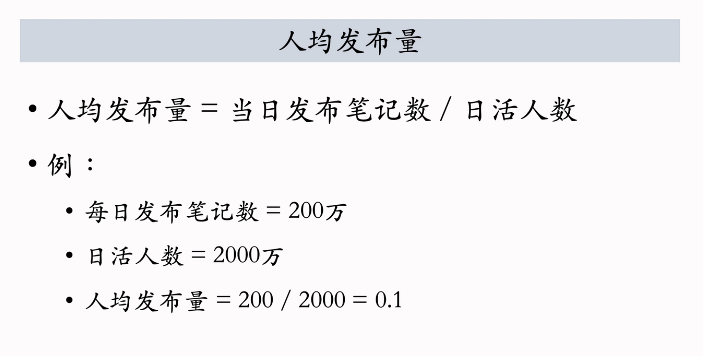 人均发布量
• 人均发布量 = 当日发布笔记数 / 日活人数
• 例：
• 每日发布笔记数 = 200万
• 日活人数 = 2000万
• 人均发布量 = 200 / 2000 = 0.1